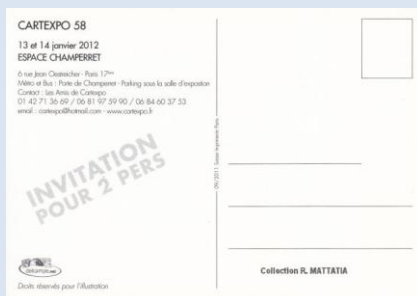 CARTEXPO 58
13 et 14 janvier 2012
ESPACE CHAMPERRET
6 rue Jean Oestreicher - Paris 17ème
Métro et Bus : Porte de Champerret - Parking sous la salle d'exposition
Contact : Les Amis de Cartexpo
01 42 71 36 69 / 06 81 97 59 90 / 06 84 60 37 53
email : cartexpo@hotmail.com - www.cartexpo.fr
INVITATION
POUR 2 PERS
Droits réservés pour l'illustration
Collection R. MATTATIA